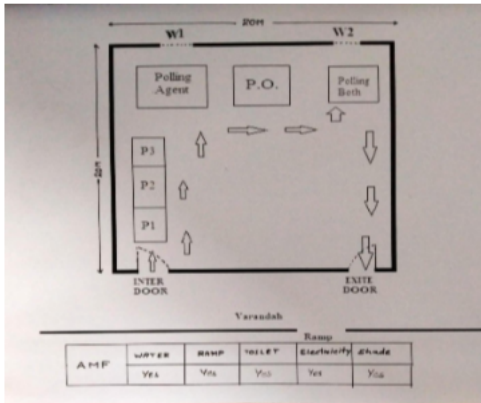 20M
W1 W2
Polling
Agent
P.O.
Polling
Both
P3
P2
P1
INTER
DOOR
EXITE
DOOR
Varandah
Ramp
AMF WATER RAMP TOILET Electricity Shade
Yes Yes Yes Yes Yes